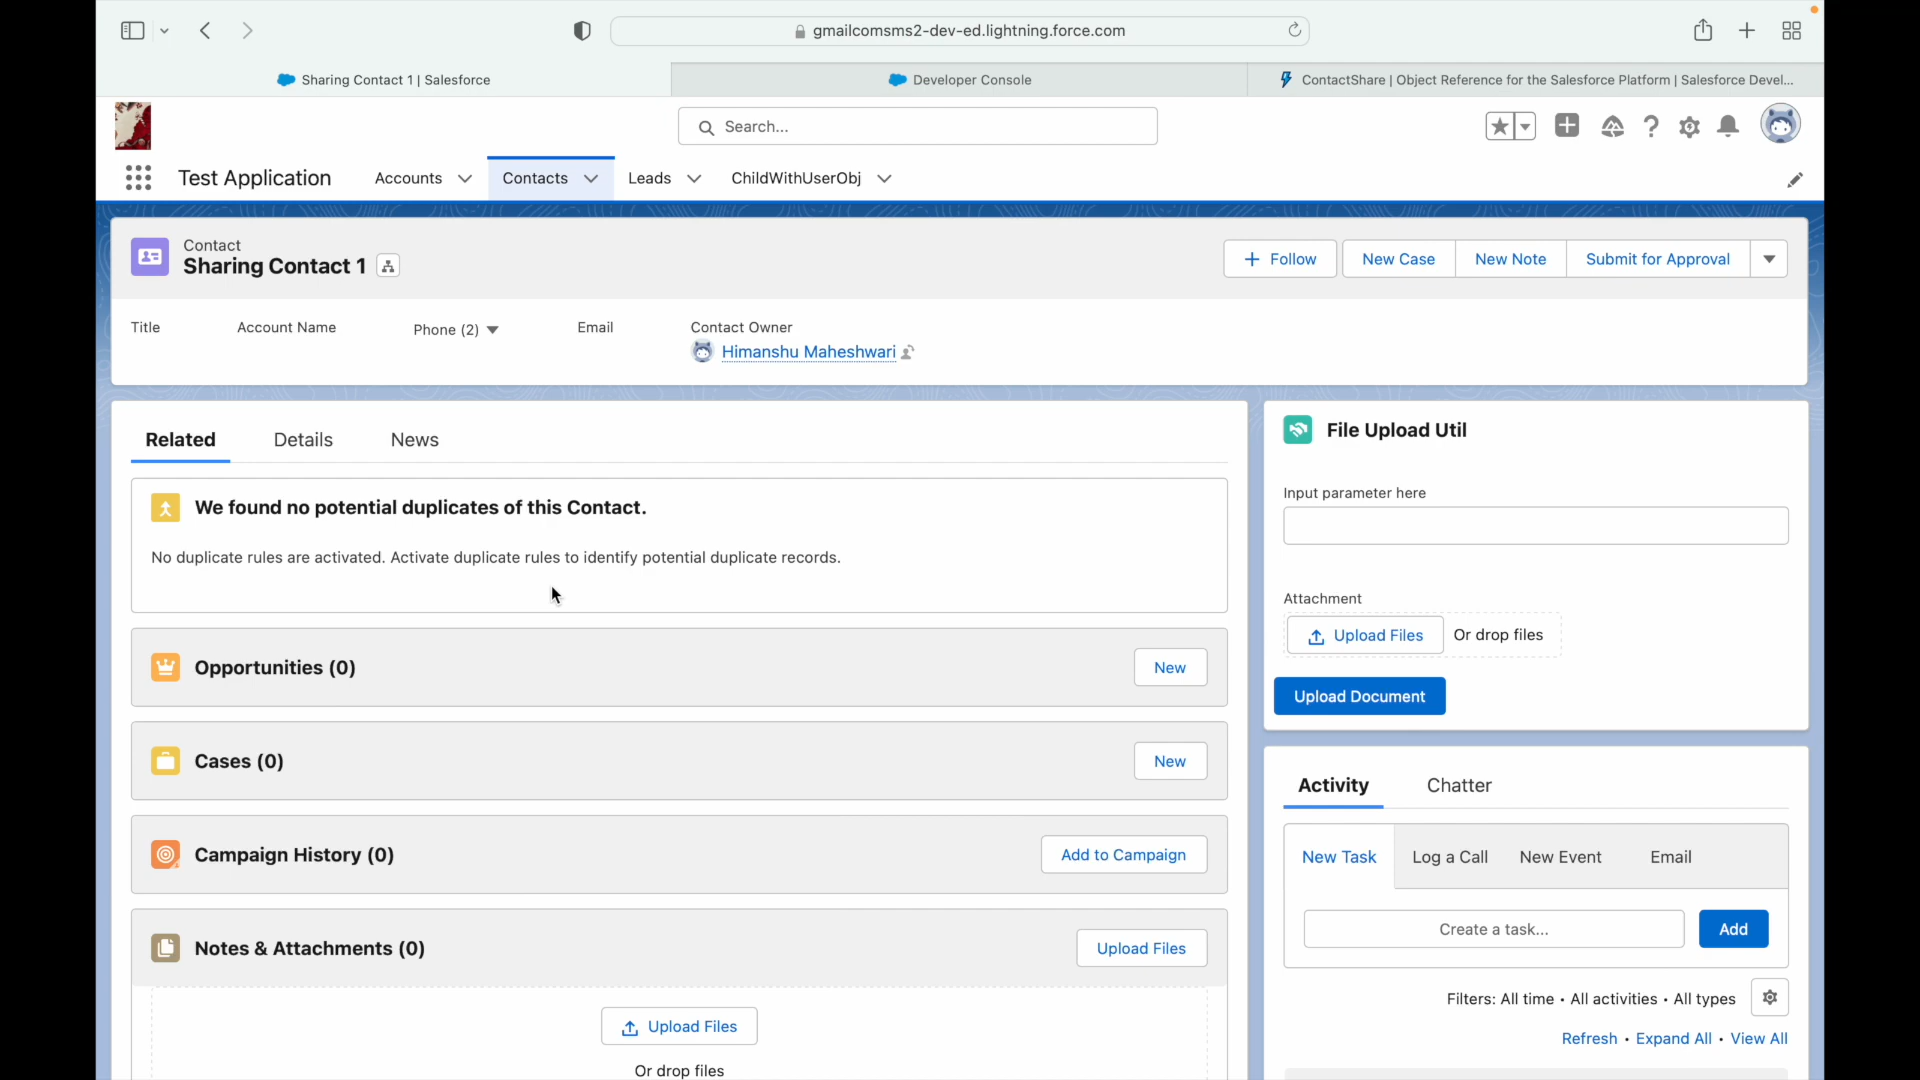 gmailcomsms2-dev-ed.lightning.force.com
Sharing Contact 1 | Salesforce
Developer Console
ContactShare | Object Reference for the Salesforce Platform | Salesforce Devel...
Search...
Test Application
Accounts
Contacts
Leads
ChildWithUserObj
Contact
Sharing Contact 1
Follow
New Case
New Note
Submit for Approval
Title
Account Name
Phone (2)
Email
Contact Owner
Himanshu Maheshwari
Related
Details
News
We found no potential duplicates of this Contact.
No duplicate rules are activated. Activate duplicate rules to identify potential duplicate records.
Opportunities (0)
New
Cases (0)
New
Campaign History (0)
Add to Campaign
Notes & Attachments (0)
Upload Files
Upload Files
Or drop files
File Upload Util
Input parameter here
Attachment
Upload Files
Or drop files
Upload Document
Activity
Chatter
New Task
Log a Call
New Event
Email
Create a task...
Add
Filters: All time • All activities • All types
Refresh • Expand All • View All